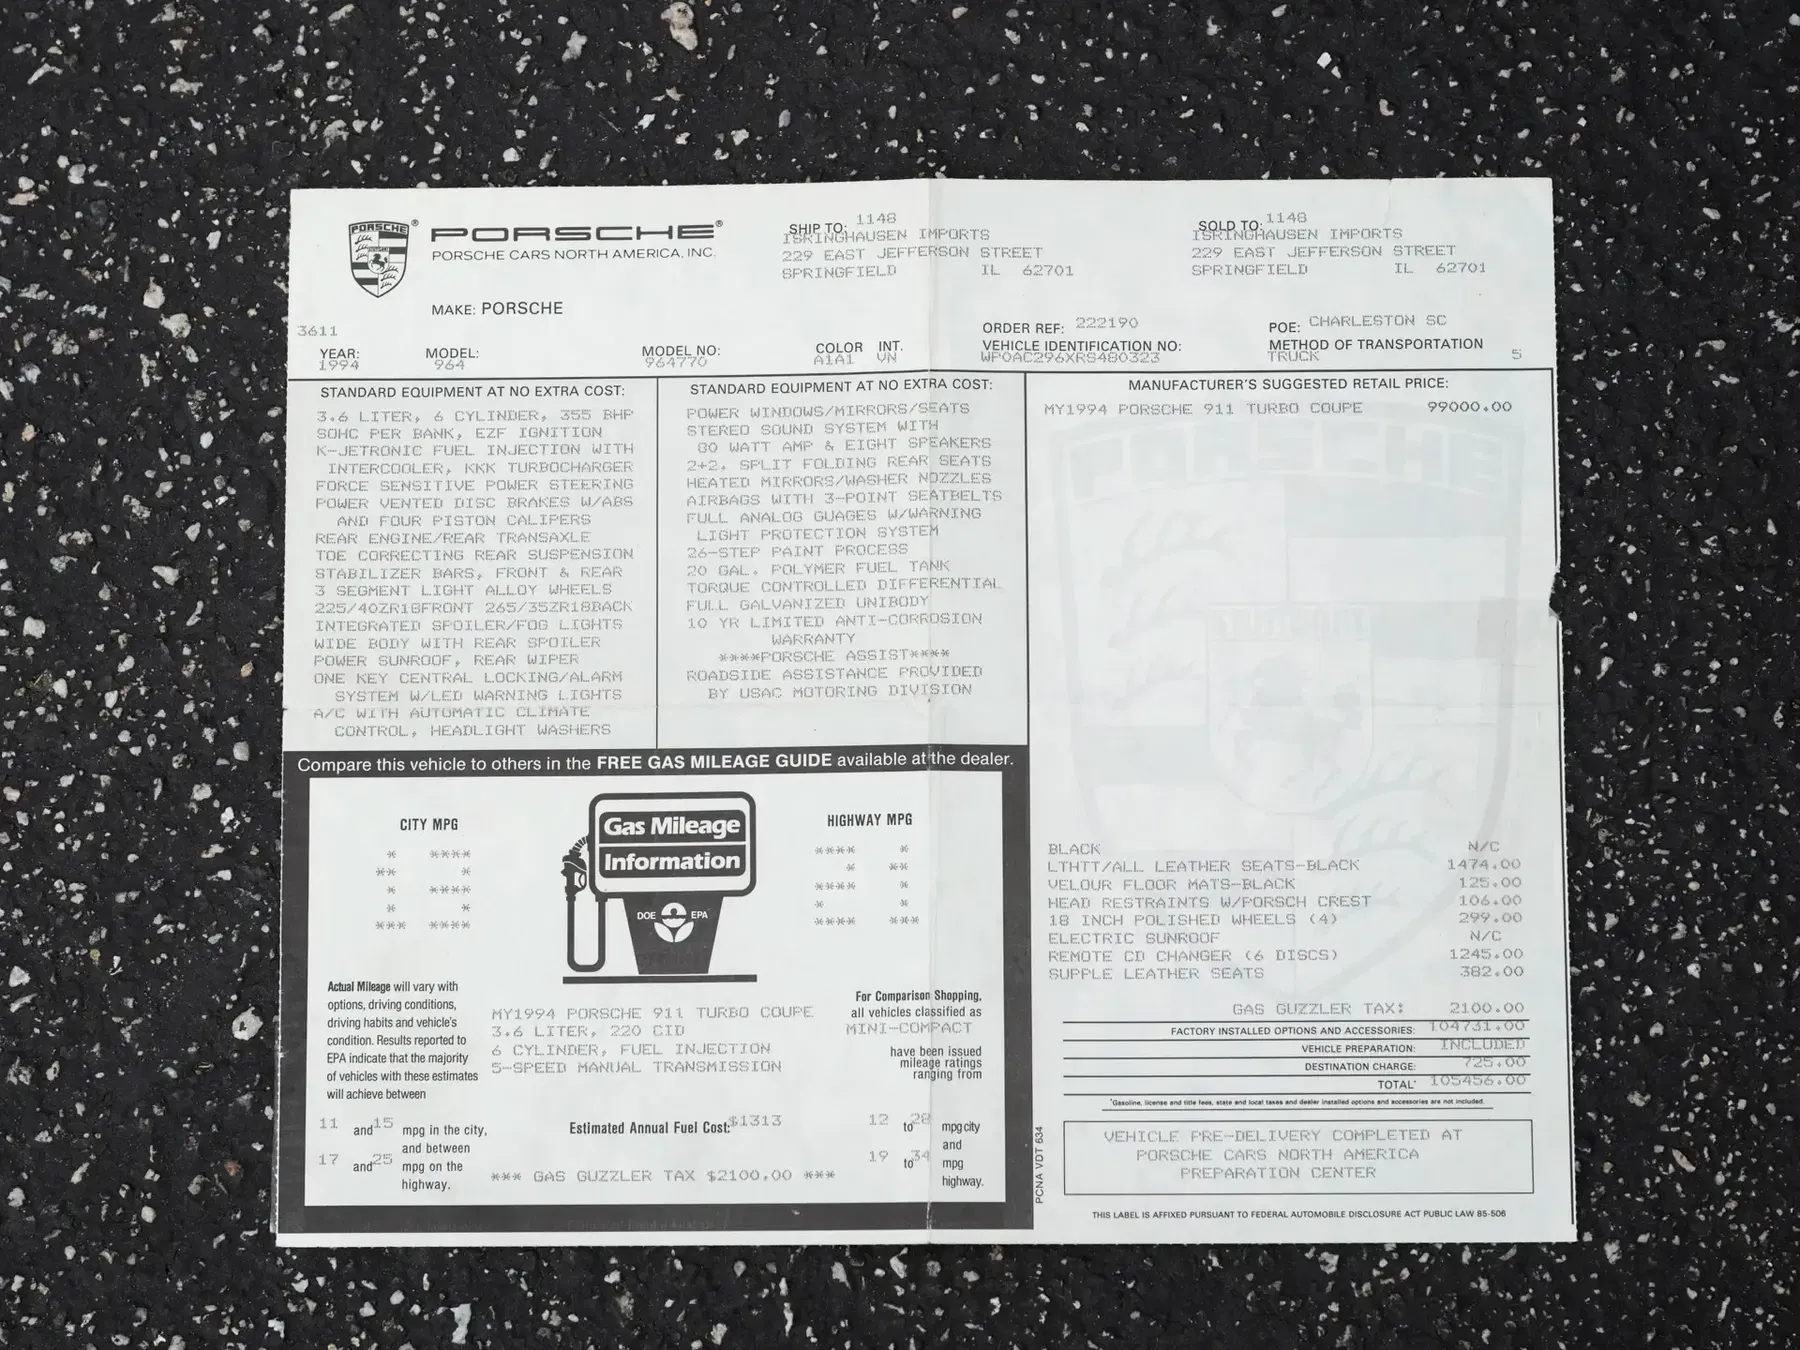 PORSCHE
PORSCHE CARS NORTH AMERICA, INC.
MAKE: PORSCHE
SHIP TO: 1148
ISRINGHAUSEN IMPORTS
229 EAST JEFFERSON STREET
SPRINGFIELD IL 62701
SOLD TO: 1148
ISRINGHAUSEN IMPORTS
229 EAST JEFFERSON STREET
SPRINGFIELD IL 62701
3611
YEAR: 1994
MODEL: 964
MODEL NO: 964770
COLOR A1A1
INT. VN
ORDER REF: 222190
VEHICLE IDENTIFICATION NO:
WP0AC296XRS480323
POE: CHARLESTON SC
METHOD OF TRANSPORTATION
TRUCK 5
STANDARD EQUIPMENT AT NO EXTRA COST:
3.6 LITER, 6 CYLINDER, 355 BHP
SOHC PER BANK, EZF IGNITION
K-JETRONIC FUEL INJECTION WITH
INTERCOOLER, KKK TURBOCHARGER
FORCE SENSITIVE POWER STEERING
POWER VENTED DISC BRAKES W/ABS
AND FOUR PISTON CALIPERS
REAR ENGINE/REAR TRANSAXLE
TOE CORRECTING REAR SUSPENSION
STABILIZER BARS, FRONT & REAR
3 SEGMENT LIGHT ALLOY WHEELS
225/40ZR18FRONT 265/35ZR18BACK
INTEGRATED SPOILER/FOG LIGHTS
WIDE BODY WITH REAR SPOILER
POWER SUNROOF, REAR WIPER
ONE KEY CENTRAL LOCKING/ALARM
SYSTEM W/LED WARNING LIGHTS
A/C WITH AUTOMATIC CLIMATE
CONTROL, HEADLIGHT WASHERS
STANDARD EQUIPMENT AT NO EXTRA COST:
POWER WINDOWS/MIRRORS/SEATS
STEREO SOUND SYSTEM WITH
80 WATT AMP & EIGHT SPEAKERS
2+2, SPLIT FOLDING REAR SEATS
HEATED MIRRORS/WASHER NOZZLES
AIRBAGS WITH 3-POINT SEATBELTS
FULL ANALOG GUAGES W/WARNING
LIGHT PROTECTION SYSTEM
26-STEP PAINT PROCESS
20 GAL. POLYMER FUEL TANK
TORQUE CONTROLLED DIFFERENTIAL
FULL GALVANIZED UNIBODY
10 YR LIMITED ANTI-CORROSION
WARRANTY
****PORSCHE ASSIST****
ROADSIDE ASSISTANCE PROVIDED
BY USAC MOTORING DIVISION
MANUFACTURER'S SUGGESTED RETAIL PRICE:
MY1994 PORSCHE 911 TURBO COUPE 99000.00
BLACK N/C
LTHTT/ALL LEATHER SEATS-BLACK 1474.00
VELOUR FLOOR MATS-BLACK 125.00
HEAD RESTRAINTS W/PORSCH CREST 106.00
18 INCH POLISHED WHEELS (4) 299.00
ELECTRIC SUNROOF N/C
REMOTE CD CHANGER (6 DISCS) 1245.00
SUPPLE LEATHER SEATS 382.00
GAS GUZZLER TAX: 2100.00
FACTORY INSTALLED OPTIONS AND ACCESSORIES: 104731.00
VEHICLE PREPARATION: INCLUDED
DESTINATION CHARGE: 725.00
TOTAL* 105456.00
*Gasoline, license and title fees, state and local taxes and dealer installed options and accessories are not included.
VEHICLE PRE-DELIVERY COMPLETED AT
PORSCHE CARS NORTH AMERICA
PREPARATION CENTER
THIS LABEL IS AFFIXED PURSUANT TO FEDERAL AUTOMOBILE DISCLOSURE ACT PUBLIC LAW 85-506
PCNA VDT 634
Compare this vehicle to others in the FREE GAS MILEAGE GUIDE available at the dealer.
CITY MPG
* ****
** *
* ****
* *
*** ****
Gas Mileage
Information
DOE EPA
HIGHWAY MPG
**** *
* **
**** *
* *
**** ***
Actual Mileage will vary with
options, driving conditions,
driving habits and vehicle's
condition. Results reported to
EPA indicate that the majority
of vehicles with these estimates
will achieve between
11 and 15 mpg in the city,
and between
17 and 25 mpg on the
highway.
MY1994 PORSCHE 911 TURBO COUPE
3.6 LITER, 220 CID
6 CYLINDER, FUEL INJECTION
5-SPEED MANUAL TRANSMISSION
Estimated Annual Fuel Cost: $1313
*** GAS GUZZLER TAX $2100.00 ***
For Comparison Shopping,
all vehicles classified as
MINI-COMPACT
have been issued
mileage ratings
ranging from
12 to 28 mpg city
and
19 to 34 mpg
highway.